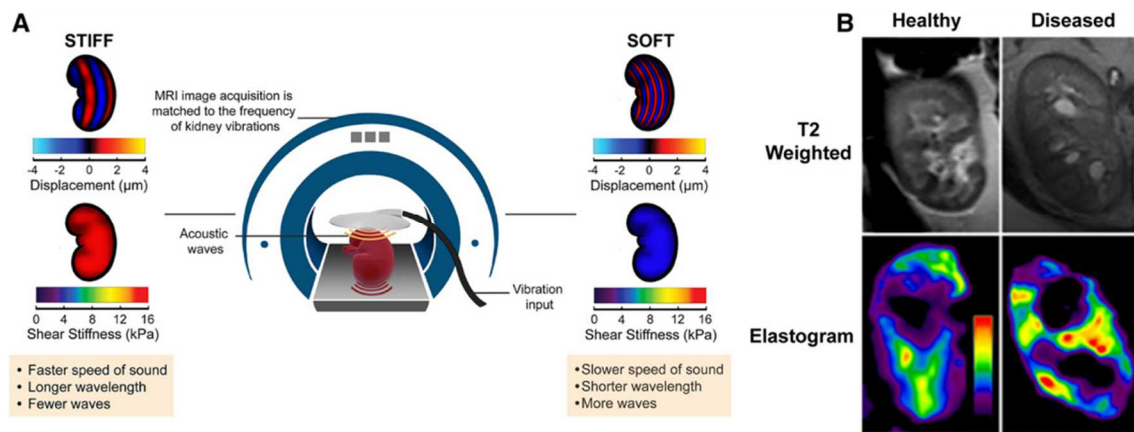 A
STIFF
-4 -2 0 2 4
Displacement (µm)
0 4 8 12 16
Shear Stiffness (kPa)
• Faster speed of sound
• Longer wavelength
• Fewer waves
MRI image acquisition is
matched to the frequency
of kidney vibrations
Acoustic
waves
Vibration
input
SOFT
-4 -2 0 2 4
Displacement (µm)
0 4 8 12 16
Shear Stiffness (kPa)
•Slower speed of sound
•Shorter wavelength
•More waves
B
Healthy Diseased
T2
Weighted
Elastogram